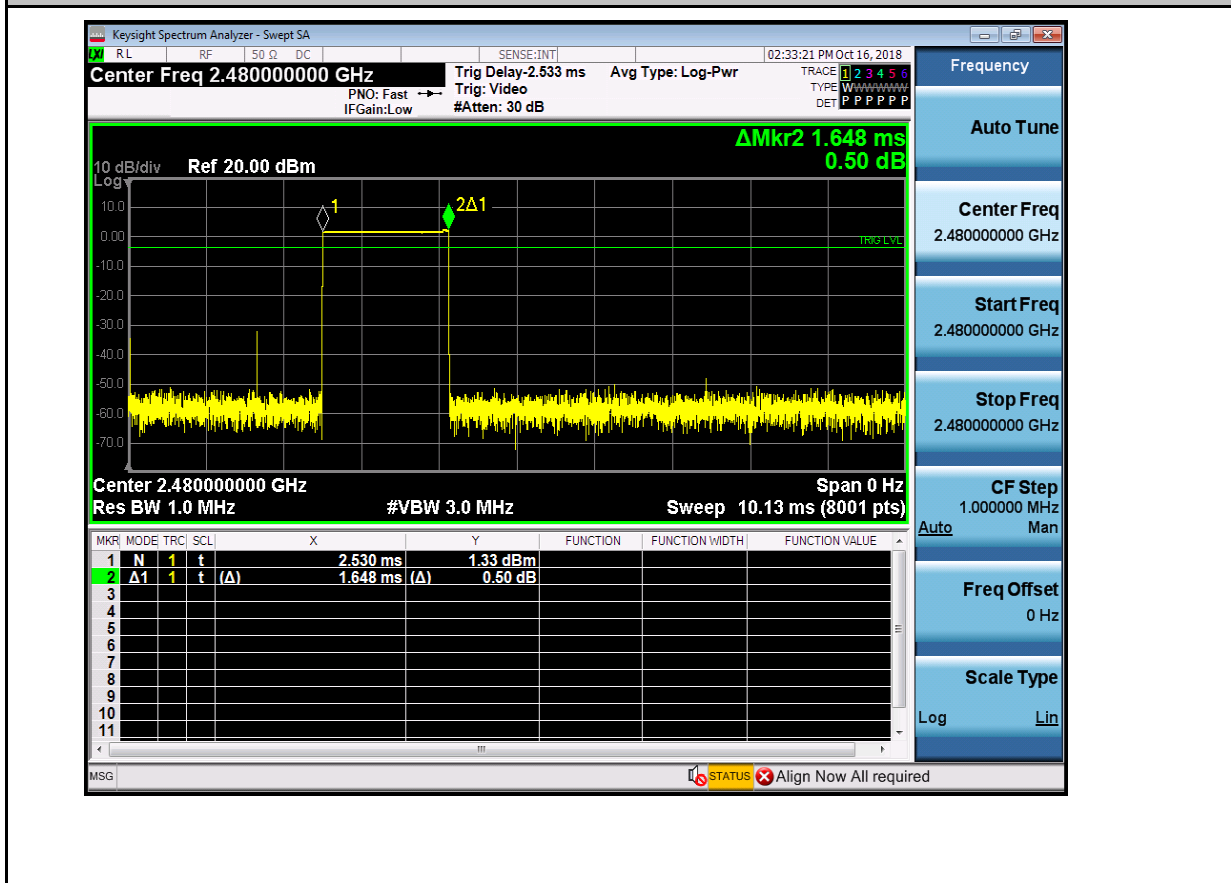 Keysight Spectrum Analyzer - Swept SA
LXI RL RF 50 Ω DC SENSE:INT 02:33:21 PM Oct 16, 2018
Center Freq 2.480000000 GHz
PNO: Fast
IFGain:Low
Trig Delay-2.533 ms
Trig: Video
#Atten: 30 dB
Avg Type: Log-Pwr
TRACE 1 2 3 4 5 6
TYPE W W W W W W
DET P P P P P P
Frequency
ΔMkr2 1.648 ms
0.50 dB
10 dB/div Ref 20.00 dBm
Log
10.0
0.00
-10.0
-20.0
-30.0
-40.0
-50.0
-60.0
-70.0
1
2Δ1
TRIG LVL
Center 2.480000000 GHz Span 0 Hz
Res BW 1.0 MHz #VBW 3.0 MHz Sweep 10.13 ms (8001 pts)
MKR MODE TRC SCL X Y FUNCTION FUNCTION WIDTH FUNCTION VALUE
1 N 1 t 2.530 ms 1.33 dBm
2 Δ1 1 t (Δ) 1.648 ms (Δ) 0.50 dB
3
4
5
6
7
8
9
10
11
Auto Tune
Center Freq
2.480000000 GHz
Start Freq
2.480000000 GHz
Stop Freq
2.480000000 GHz
CF Step
1.000000 MHz
Auto Man
Freq Offset
0 Hz
Scale Type
Log Lin
MSG STATUS Align Now All required